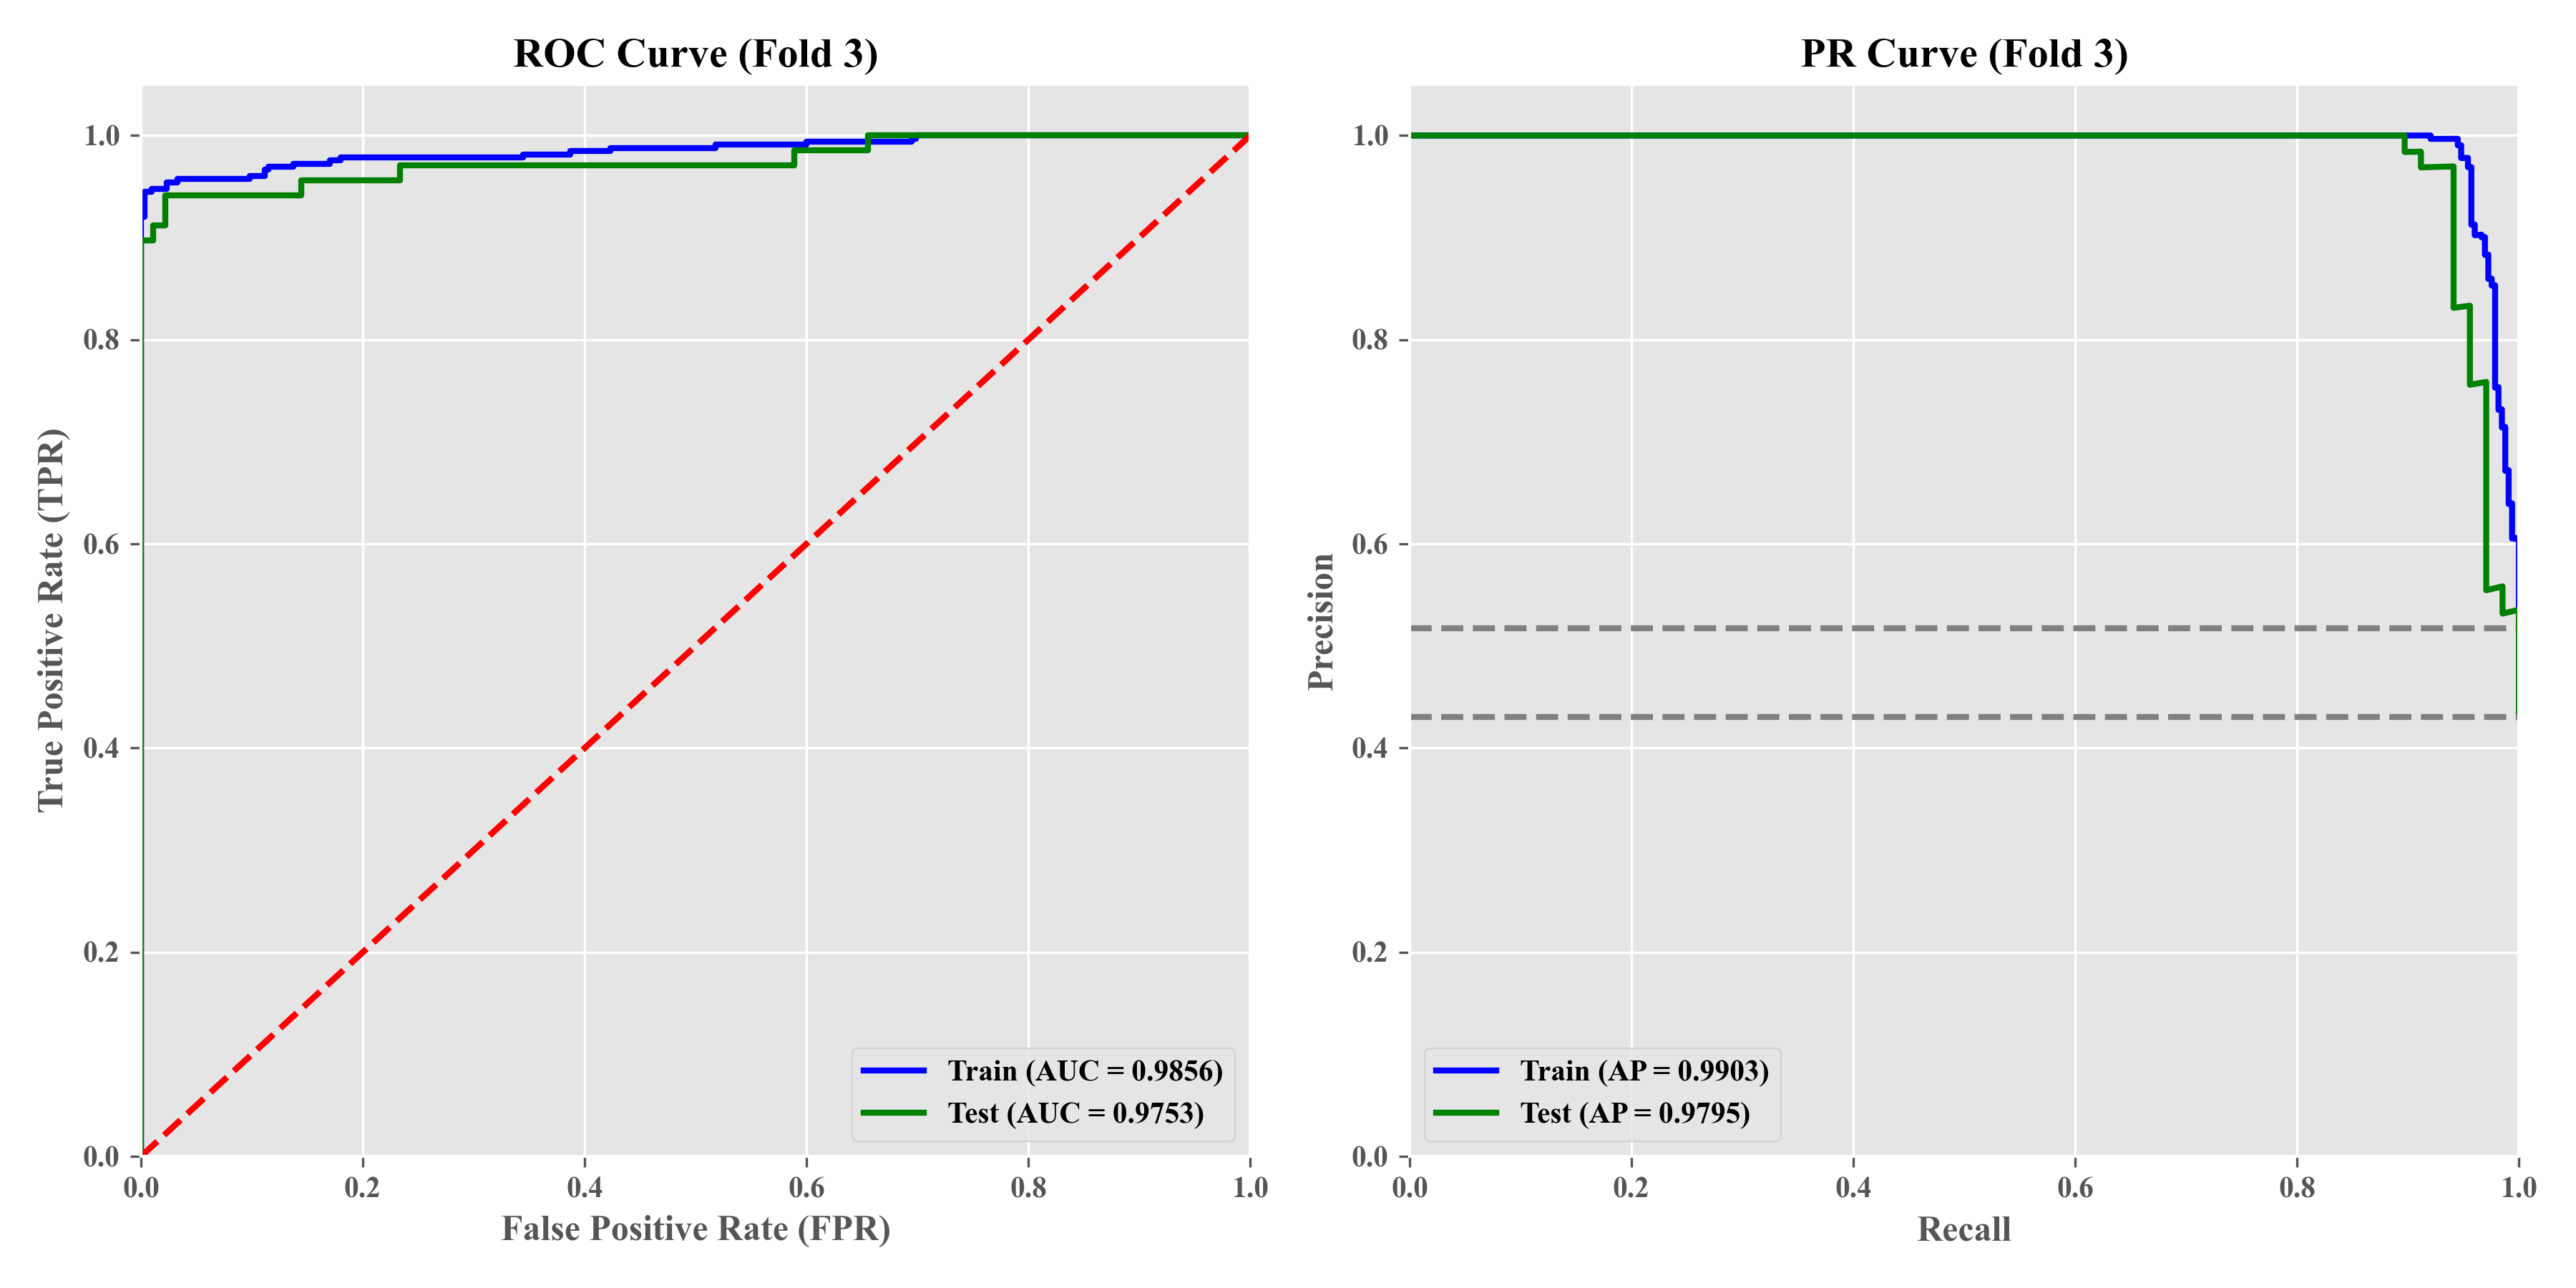 ROC Curve (Fold 3)
True Positive Rate (TPR)
1.0
0.8
0.6
0.4
0.2
0.0
0.0 0.2 0.4 0.6 0.8 1.0
False Positive Rate (FPR)
Train (AUC = 0.9856)
Test (AUC = 0.9753)
PR Curve (Fold 3)
Precision
1.0
0.8
0.6
0.4
0.2
0.0
0.0 0.2 0.4 0.6 0.8 1.0
Recall
Train (AP = 0.9903)
Test (AP = 0.9795)